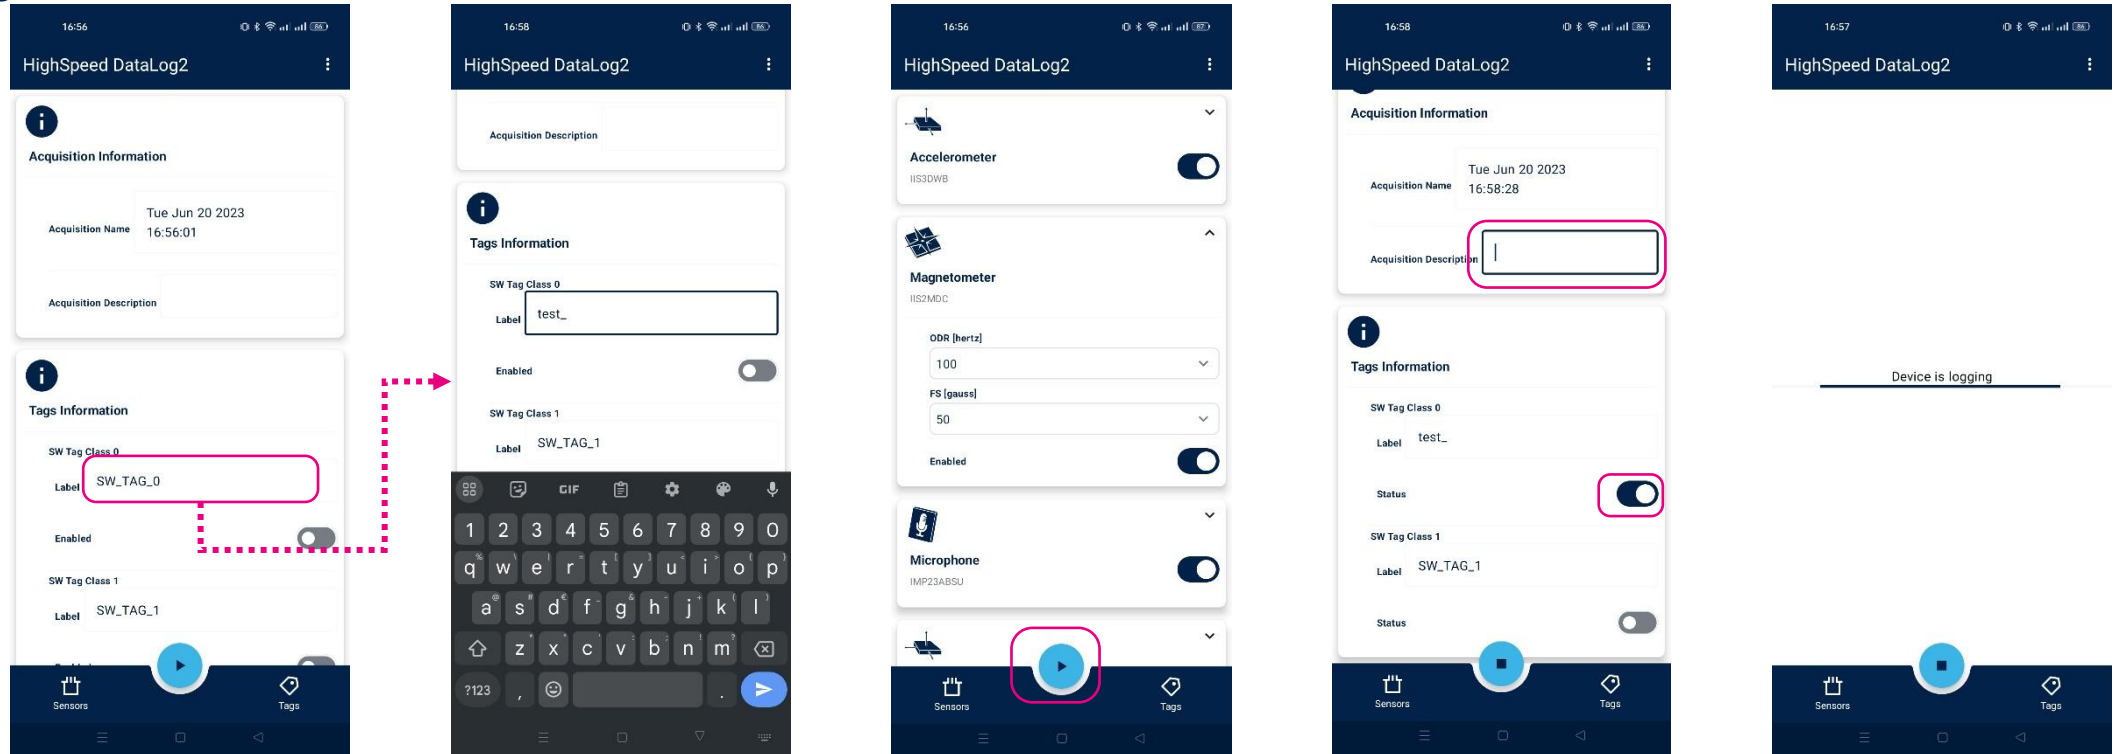 16:56
86
HighSpeed DataLog2
Acquisition Information
Acquisition Name
Tue Jun 20 2023
16:56:01
Acquisition Description
Tags Information
SW Tag Class 0
Label
SW_TAG_0
Enabled
SW Tag Class 1
Label
SW_TAG_1
Sensors
Tags
16:58
86
HighSpeed DataLog2
Acquisition Description
Tags Information
SW Tag Class 0
Label
test_
Enabled
SW Tag Class 1
Label
SW_TAG_1
GIF
1 2 3 4 5 6 7 8 9 0
q w e r t y u i o p
a s d f g h j k l
z x c v b n m
?123 , .
16:56
87
HighSpeed DataLog2
Accelerometer
IIS3DWB
Magnetometer
IIS2MDC
ODR [hertz]
100
FS [gauss]
50
Enabled
Microphone
IMP23ABSU
Sensors
Tags
16:58
86
HighSpeed DataLog2
Acquisition Information
Acquisition Name
Tue Jun 20 2023
16:58:28
Acquisition Description
Tags Information
SW Tag Class 0
Label
test_
Status
SW Tag Class 1
Label
SW_TAG_1
Status
Sensors
Tags
16:57
86
HighSpeed DataLog2
Device is logging
Sensors
Tags